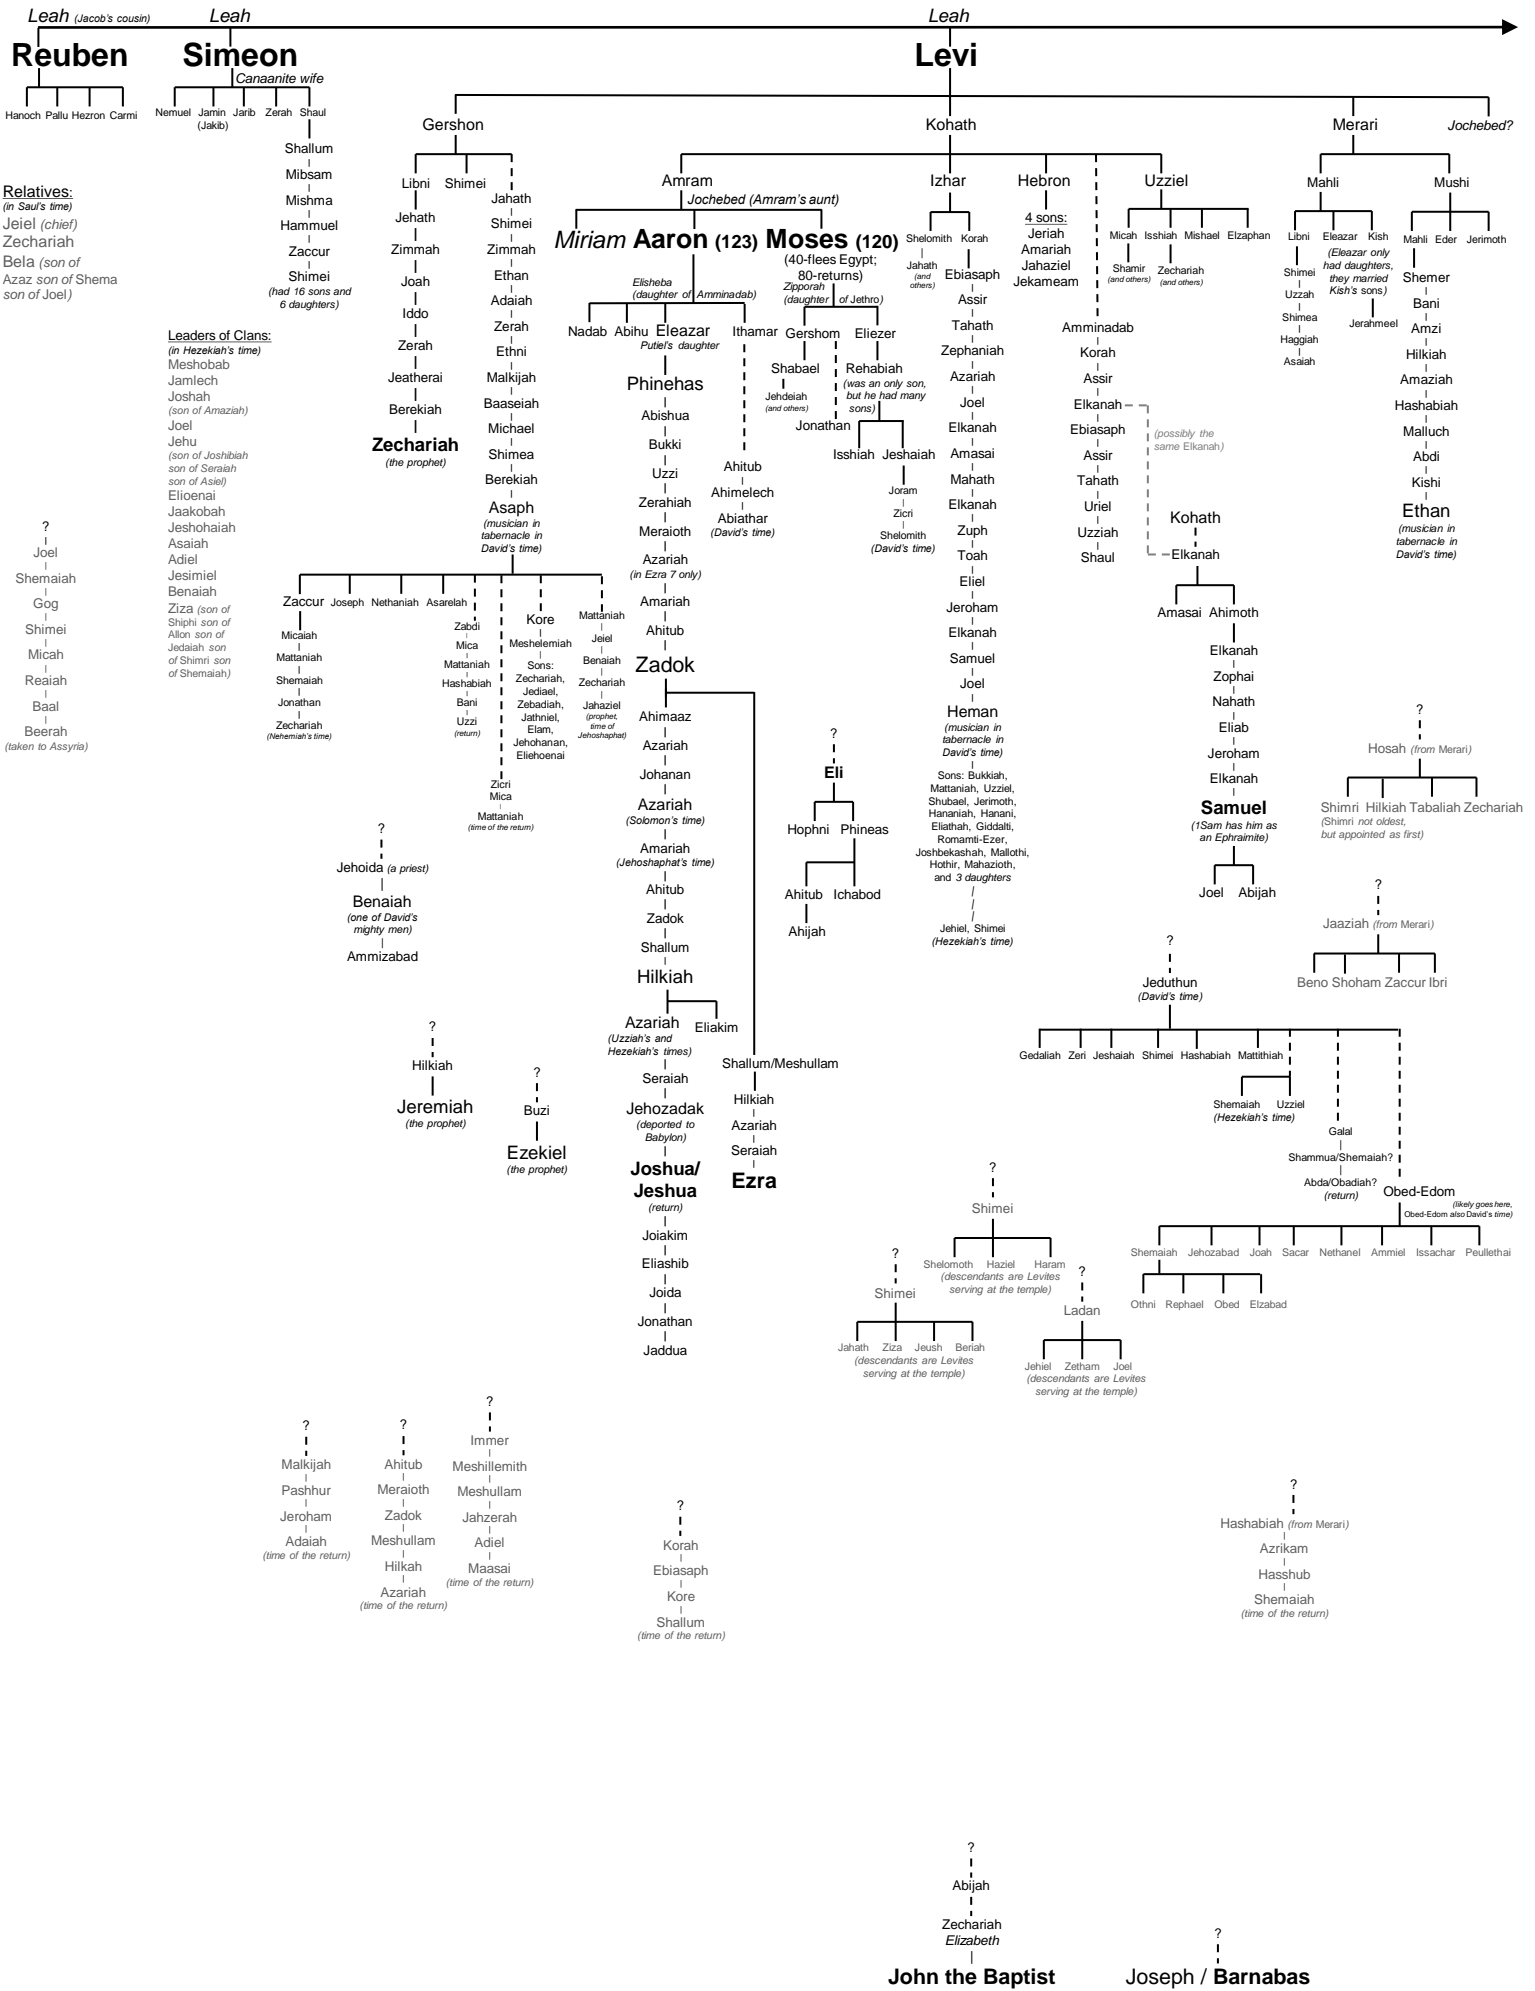 Leah (Jacob's cousin)
Leah
Leah
Reuben
Simeon
Levi
Canaanite wife
Hanoch Pallu Hezron Carmi
Nemuel Jamin Jarib Zerah Shaul
(Jakib)
Shallum
Mibsam
Mishma
Hammuel
Zaccur
Shimei
(had 16 sons and
6 daughters)
Relatives:
(in Saul's time)
Jeiel (chief)
Zechariah
Bela (son of
Azaz son of Shema
son of Joel)
Leaders of Clans:
(in Hezekiah's time)
Meshobab
Jamlech
Joshah
(son of Amaziah)
Joel
Jehu
(son of Joshibiah
son of Seraiah
son of Asiel)
Elioenai
Jaakobah
Jeshohaiah
Asaiah
Adiel
Jesimiel
Benaiah
Ziza (son of
Shiphi son of
Allon son of
Jedaiah son
of Shimri son
of Shemaiah)
?
Joel
Shemaiah
Gog
Shimei
Micah
Reaiah
Baal
Beerah
(taken to Assyria)
Gershon
Kohath
Merari
Jochebed?
Libni
Shimei
Jehath
Zimmah
Joah
Iddo
Zerah
Jeatherai
Berekiah
Zechariah
(the prophet)
Jahath
Shimei
Zimmah
Ethan
Adaiah
Zerah
Ethni
Malkijah
Baaseiah
Michael
Shimea
Berekiah
Asaph
(musician in
tabernacle in
David's time)
Zaccur Joseph Nethaniah Asarelah
Micaiah
Mattaniah
Shemaiah
Jonathan
Zechariah
(Nehemiah's time)
Zabdi
Mica
Mattaniah
Hashabiah
Bani
Uzzi
(return)
Zicri
Mica
Mattaniah
(time of the return)
Kore
Meshelemiah
Sons:
Zechariah,
Jediael,
Zebadiah,
Jathniel,
Elam,
Jehohanan,
Eliehoenai
Mattaniah
Jeiel
Benaiah
Zechariah
Jahaziel
(prophet,
time of
Jehoshaphat)
Amram
Izhar
Hebron
Uzziel
Jochebed (Amram's aunt)
Miriam Aaron (123) Moses (120)
(40-flees Egypt;
80-returns)
Elisheba
(daughter of Amminadab)
Zipporah
(daughter of Jethro)
Nadab Abihu Eleazar Ithamar
Putiel's daughter
Phinehas
Abishua
Bukki
Uzzi
Zerahiah
Meraioth
Azariah
(in Ezra 7 only)
Amariah
Ahitub
Zadok
Ahimaaz
Azariah
Johanan
Azariah
(Solomon's time)
Amariah
(Jehoshaphat's time)
Ahitub
Zadok
Shallum
Hilkiah
Azariah
Eliakim
(Uzziah's and
Hezekiah's times)
Seraiah
Jehozadak
(deported to
Babylon)
Joshua/
Jeshua
(return)
Joiakim
Eliashib
Joida
Jonathan
Jaddua
Shallum/Meshullam
Hilkiah
Azariah
Seraiah
Ezra
Ahitub
Ahimelech
Abiathar
(David's time)
Gershom Eliezer
Shabael
Jehdeiah
(and others)
Jonathan
Rehabiah
(was an only son,
but he had many
sons)
Isshiah Jeshaiah
Joram
Zicri
Shelomith
(David's time)
Shelomith Korah
Jahath
(and
others)
Ebiasaph
Assir
Tahath
Zephaniah
Azariah
Joel
Elkanah
Amasai
Mahath
Elkanah
Zuph
Toah
Eliel
Jeroham
Elkanah
Samuel
Joel
Heman
(musician in
tabernacle in
David's time)
Sons: Bukkiah,
Mattaniah, Uzziel,
Shubael, Jerimoth,
Hananiah, Hanani,
Eliathah, Giddalti,
Romamti-Ezer,
Joshbekashah, Mallothi,
Hothir, Mahazioth,
and 3 daughters
Jehiel, Shimei
(Hezekiah's time)
4 sons:
Jeriah
Amariah
Jahaziel
Jekameam
Amminadab
Korah
Assir
Elkanah
Ebiasaph
Assir
Tahath
Uriel
Uzziah
Shaul
(possibly the
same Elkanah)
Micah Isshiah Mishael Elzaphan
Shamir
(and others)
Zechariah
(and others)
Kohath
Elkanah
Amasai Ahimoth
Elkanah
Zophai
Nahath
Eliab
Jeroham
Elkanah
Samuel
(1Sam has him as
an Ephraimite)
Joel Abijah
Mahli
Mushi
Libni Eleazar Kish
Shimei
Uzzah
Shimea
Haggiah
Asaiah
(Eleazar only
had daughters,
they married
Kish's sons)
Jerahmeel
Mahli Eder Jerimoth
Shemer
Bani
Amzi
Hilkiah
Amaziah
Hashabiah
Malluch
Abdi
Kishi
Ethan
(musician in
tabernacle in
David's time)
?
Hosah (from Merari)
Shimri Hilkiah Tabaliah Zechariah
(Shimri not oldest,
but appointed as first)
?
Jaaziah (from Merari)
Beno Shoham Zaccur Ibri
?
Eli
Hophni Phineas
Ahitub Ichabod
Ahijah
?
Jehoida (a priest)
Benaiah
(one of David's
mighty men)
Ammizabad
?
Hilkiah
Jeremiah
(the prophet)
?
Buzi
Ezekiel
(the prophet)
?
Jeduthun
(David's time)
Gedaliah Zeri Jeshaiah Shimei Hashabiah Mattithiah
Shemaiah Uzziel
(Hezekiah's time)
Galal
Shammua/Shemaiah?
Abda/Obadiah?
(return)
Obed-Edom
(likely goes here,
Obed-Edom also David's time)
Shemaiah Jehozabad Joah Sacar Nethanel Ammiel Issachar Peullethai
Othni Rephael Obed Elzabad
?
Shimei
Shelomoth Haziel Haram
(descendants are Levites
serving at the temple)
?
Shimei
Jahath Ziza Jeush Beriah
(descendants are Levites
serving at the temple)
?
Ladan
Jehiel Zetham Joel
(descendants are Levites
serving at the temple)
?
Malkijah
Pashhur
Jeroham
Adaiah
(time of the return)
?
Ahitub
Meraioth
Zadok
Meshullam
Hilkah
Azariah
(time of the return)
?
Immer
Meshillemith
Meshullam
Jahzerah
Adiel
Maasai
(time of the return)
?
Korah
Ebiasaph
Kore
Shallum
(time of the return)
?
Hashabiah (from Merari)
Azrikam
Hasshub
Shemaiah
(time of the return)
?
Abijah
Zechariah
Elizabeth
John the Baptist
?
Joseph / Barnabas